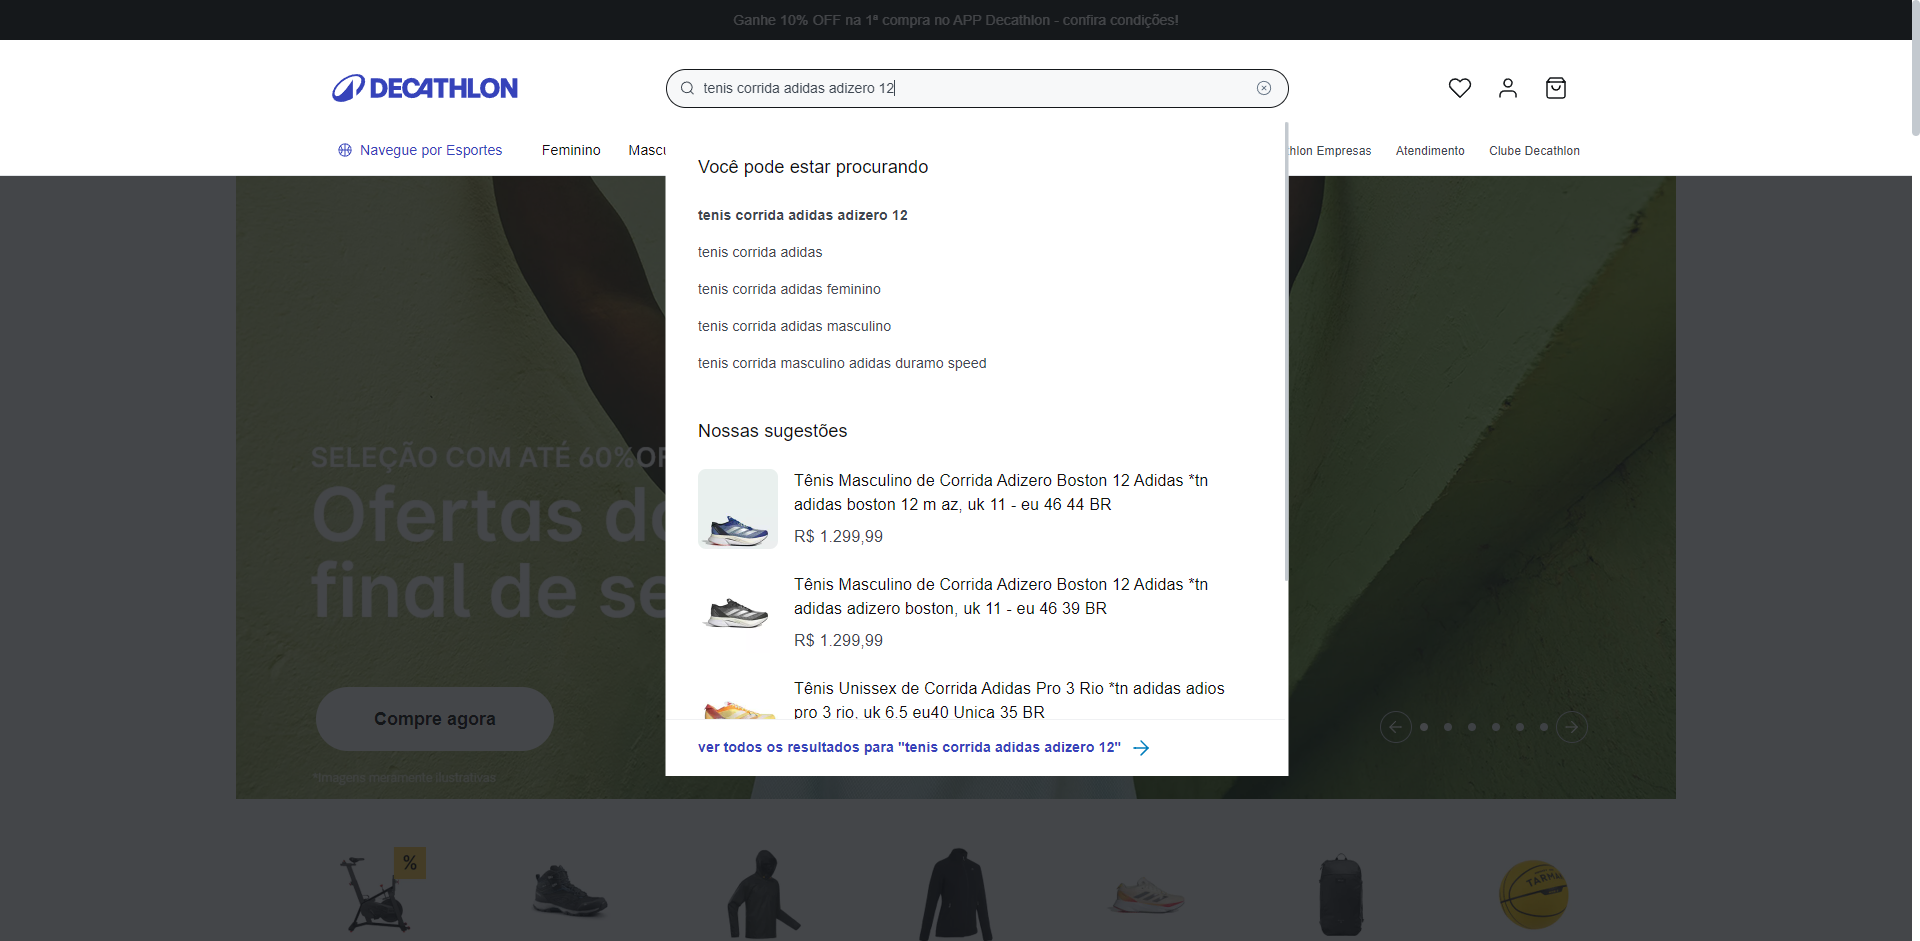 Ganhe 10% OFF na 1ª compra no APP Decathlon - confira condições!
DECATHLON
tenis corrida adidas adizero 12
Navegue por Esportes
Feminino
Mascu
hlon Empresas
Atendimento
Clube Decathlon
Você pode estar procurando
tenis corrida adidas adizero 12
tenis corrida adidas
tenis corrida adidas feminino
tenis corrida adidas masculino
tenis corrida masculino adidas duramo speed
Nossas sugestões
Tênis Masculino de Corrida Adizero Boston 12 Adidas *tn
adidas boston 12 m az, uk 11 - eu 46 44 BR
R$ 1.299,99
Tênis Masculino de Corrida Adizero Boston 12 Adidas *tn
adidas adizero boston, uk 11 - eu 46 39 BR
R$ 1.299,99
Tênis Unissex de Corrida Adidas Pro 3 Rio *tn adidas adios
pro 3 rio, uk 6.5 eu40 Unica 35 BR
ver todos os resultados para "tenis corrida adidas adizero 12"
SELEÇÃO COM ATÉ 60%OF
Ofertas de
final de se
Compre agora
*Imagens meramente ilustrativas
%
TARMAK